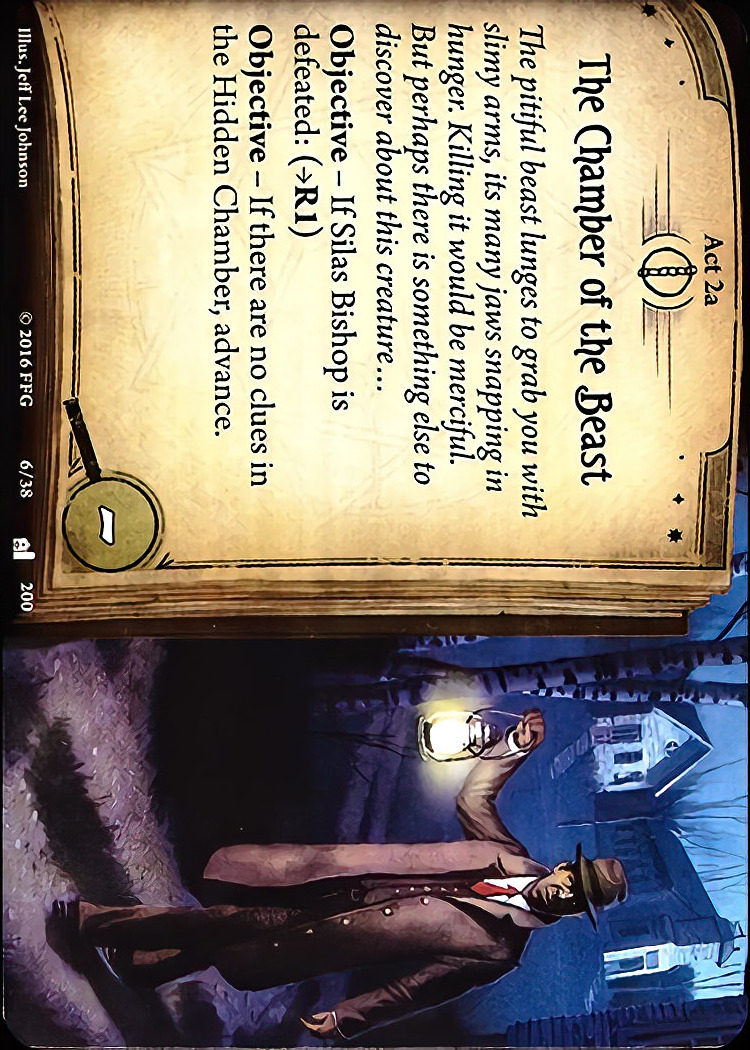 Act 2a
The Chamber of the Beast
The pitiful beast lunges to grab you with
slimy arms, its many jaws snapping in
hunger. Killing it would be merciful.
But perhaps there is something else to
discover about this creature…
Objective – If Silas Bishop is
defeated: (→R1)
Objective – If there are no clues in
the Hidden Chamber, advance.
–
Illus. Jeff Lee Johnson © 2016 FFG 6/38 200